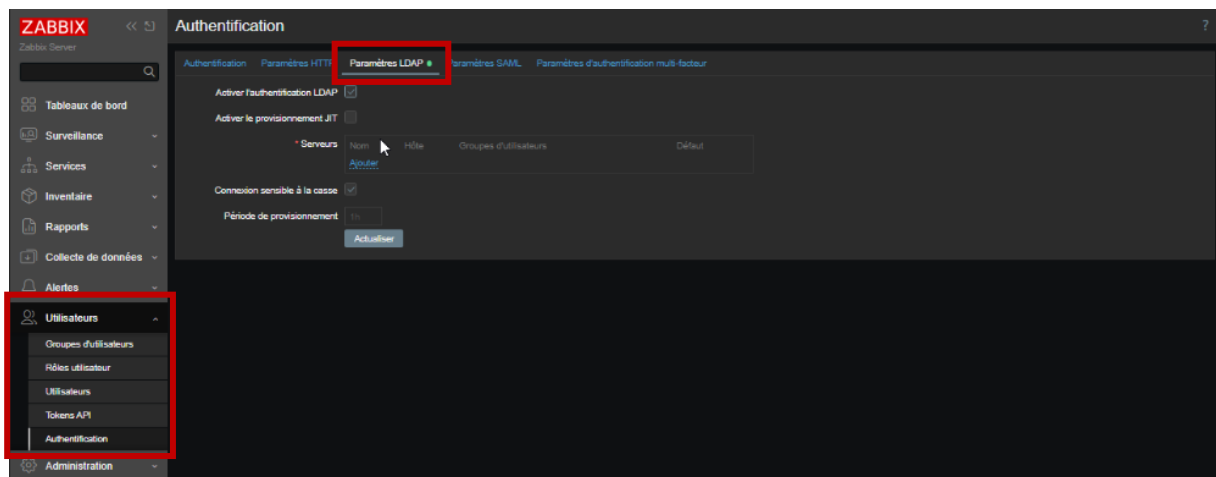 ZABBIX
Zabbix Server
Tableaux de bord
Surveillance
Services
Inventaire
Rapports
Collecte de données
Alertes
Utilisateurs
Groupes d'utilisateurs
Rôles utilisateur
Utilisateurs
Tokens API
Authentification
Administration
Authentification ?
Authentification Paramètres HTTP Paramètres LDAP Paramètres SAML Paramètres d'authentification multi-facteur
Activer l'authentification LDAP
Activer le provisionnement JIT
* Serveurs Nom Hôte Groupes d'utilisateurs Défaut
Ajouter
Connexion sensible à la casse
Période de provisionnement 1h
Actualiser